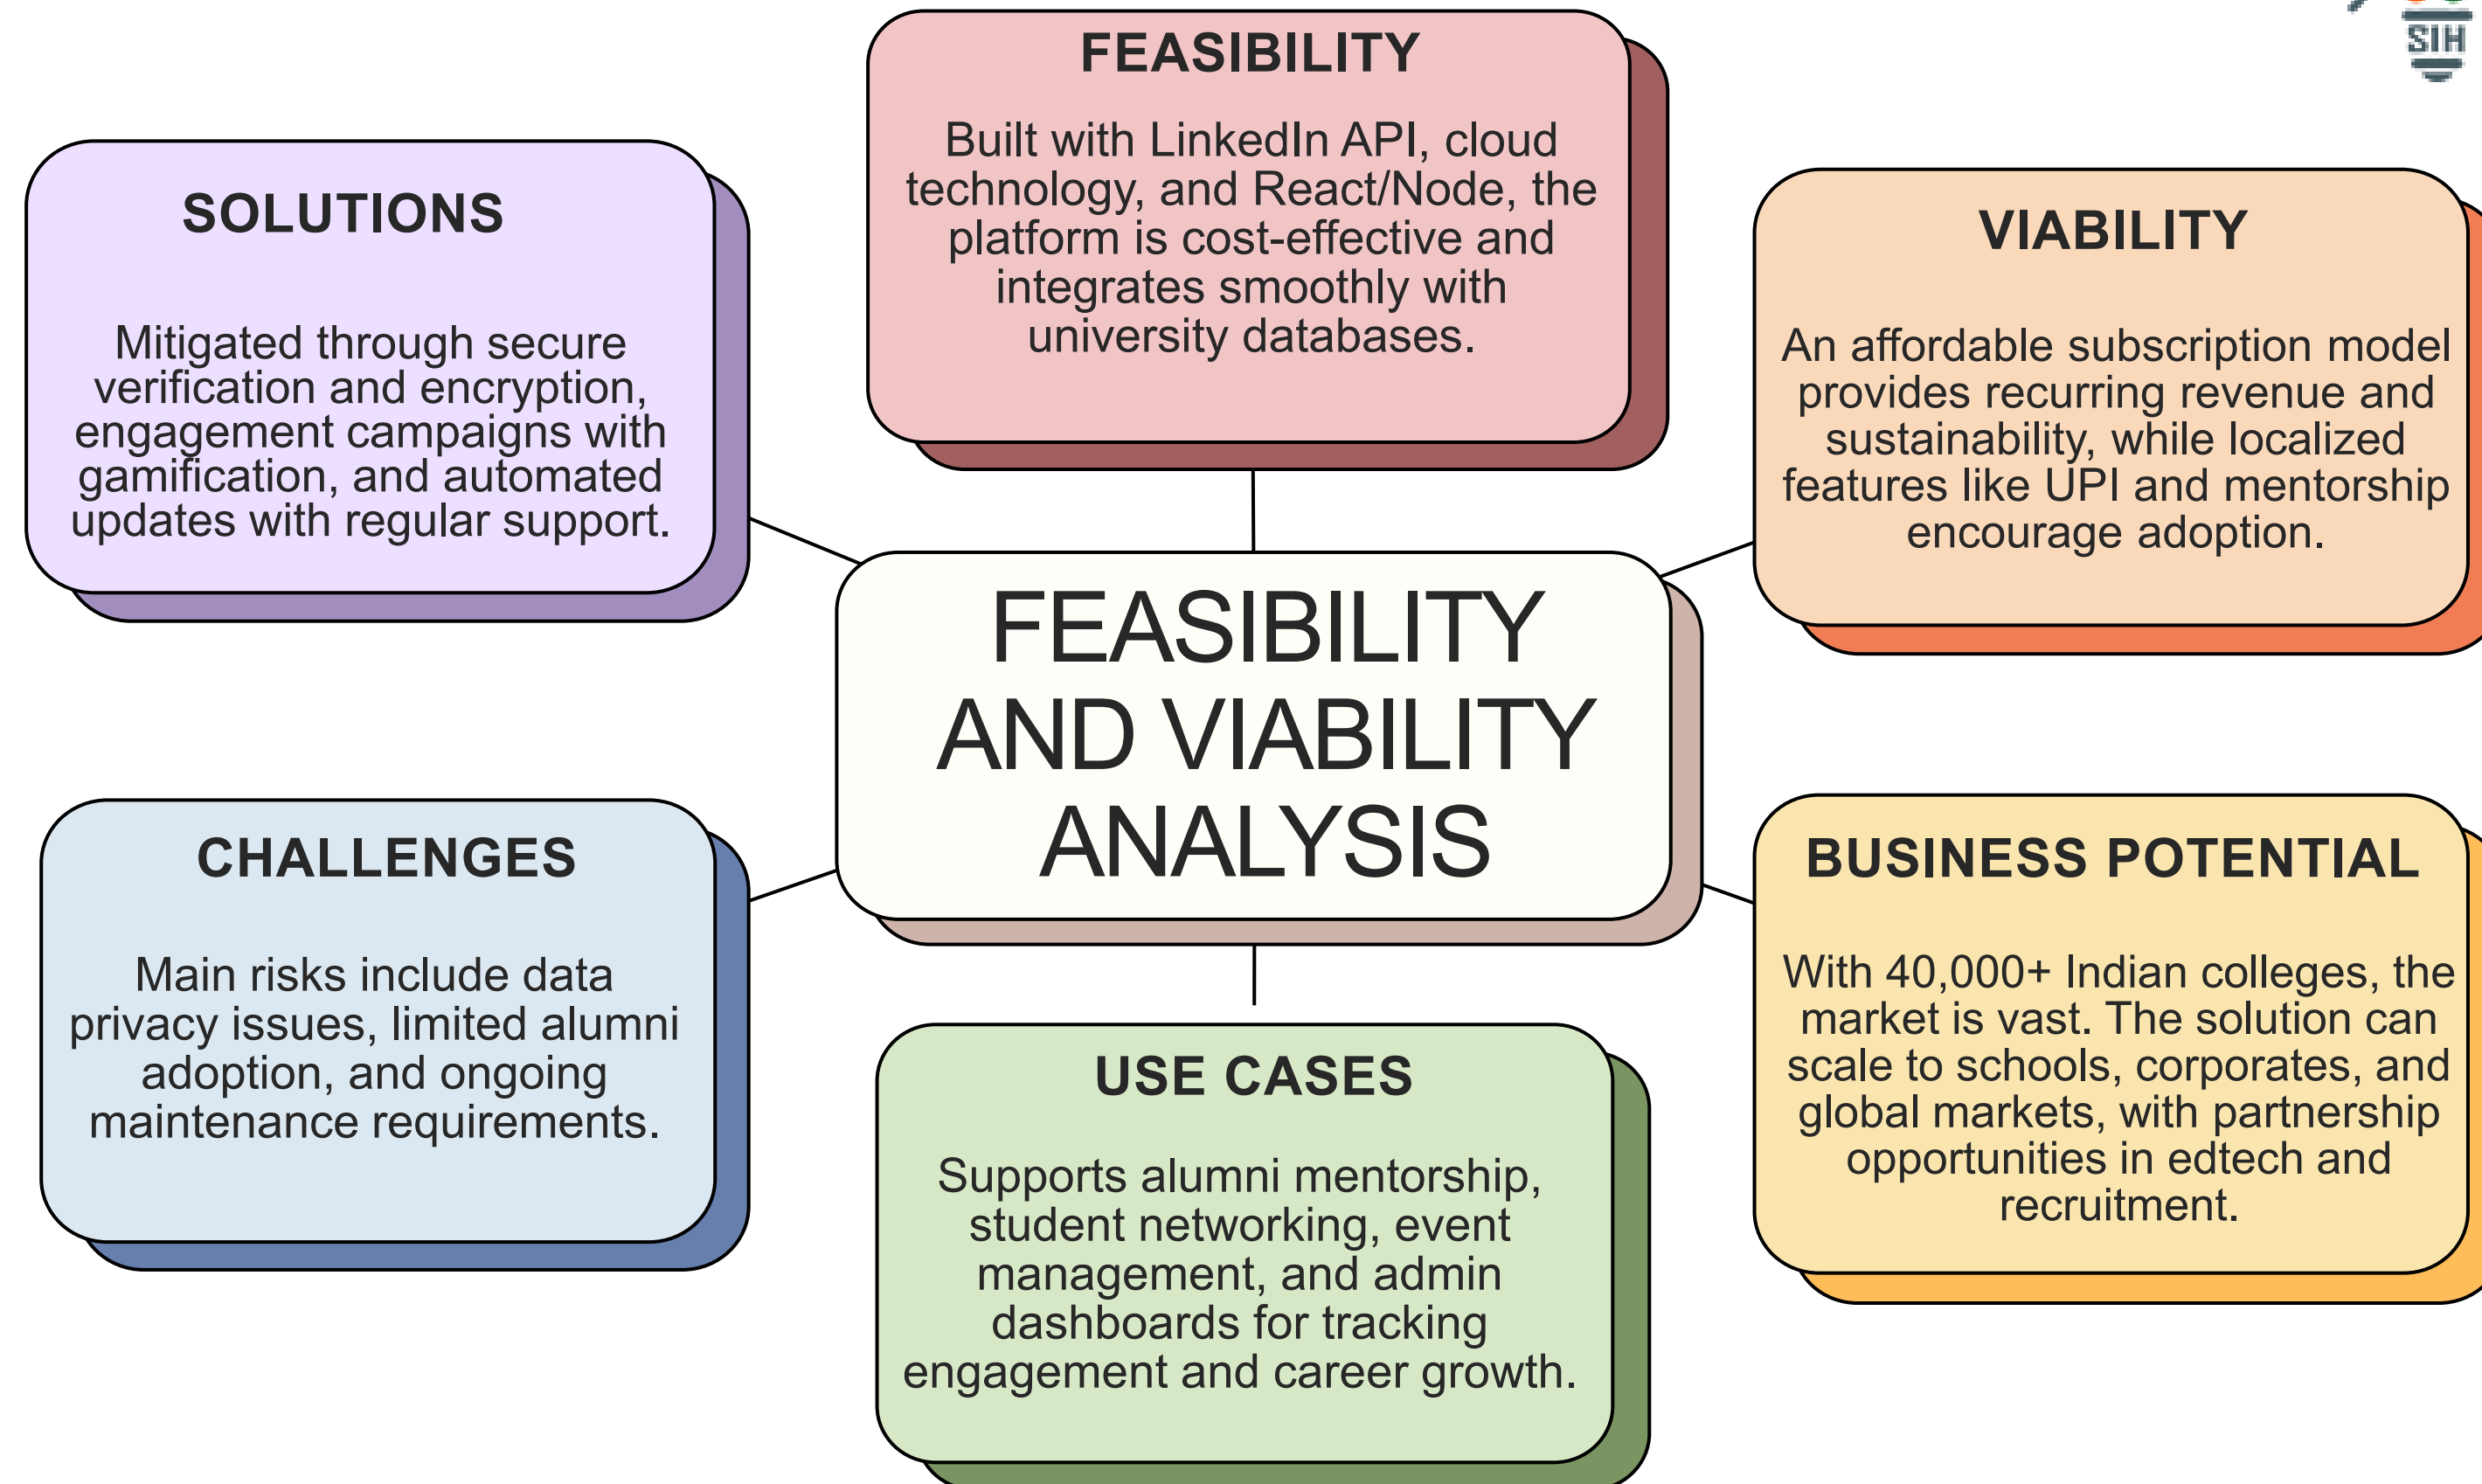 SIH
FEASIBILITY
Built with LinkedIn API, cloud
technology, and React/Node, the
platform is cost-effective and
integrates smoothly with
university databases.
SOLUTIONS
Mitigated through secure
verification and encryption,
engagement campaigns with
gamification, and automated
updates with regular support.
VIABILITY
An affordable subscription model
provides recurring revenue and
sustainability, while localized
features like UPI and mentorship
encourage adoption.
FEASIBILITY
AND VIABILITY
ANALYSIS
CHALLENGES
Main risks include data
privacy issues, limited alumni
adoption, and ongoing
maintenance requirements.
BUSINESS POTENTIAL
With 40,000+ Indian colleges, the
market is vast. The solution can
scale to schools, corporates, and
global markets, with partnership
opportunities in edtech and
recruitment.
USE CASES
Supports alumni mentorship,
student networking, event
management, and admin
dashboards for tracking
engagement and career growth.